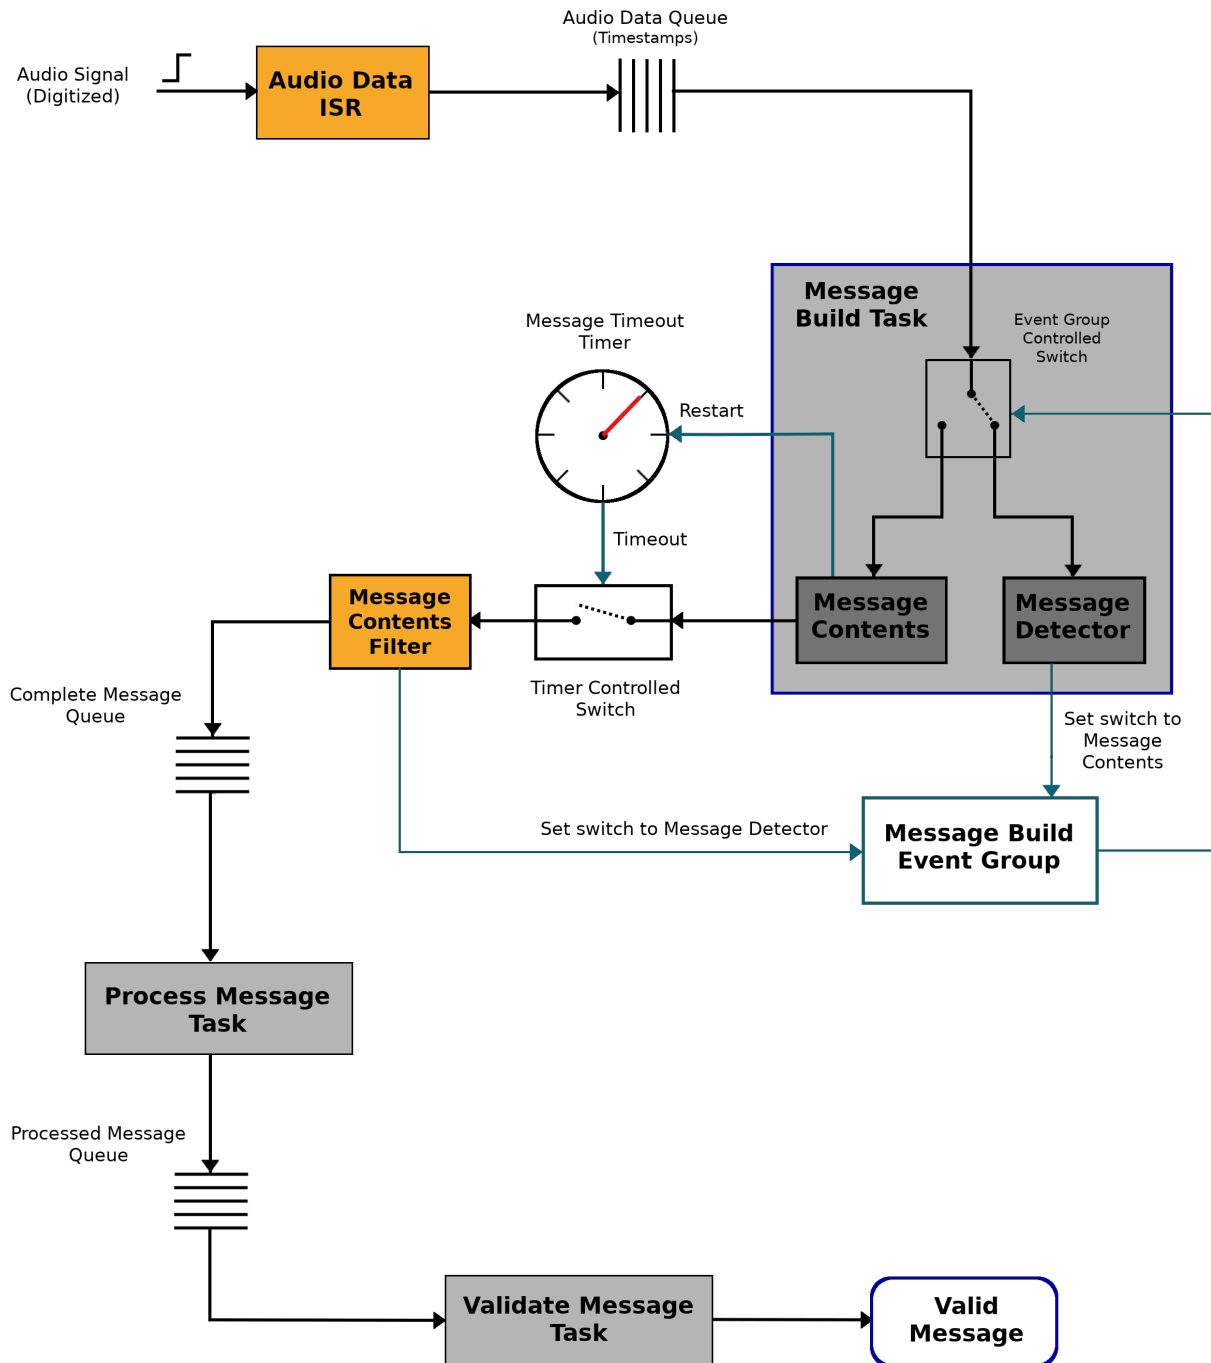 Audio Data Queue
(Timestamps)
Audio Signal
(Digitized)
Audio Data
ISR
Message
Build Task
Event Group
Controlled
Switch
Message Timeout
Timer
Restart
Timeout
Message
Contents
Filter
Message
Contents
Message
Detector
Timer Controlled
Switch
Complete Message
Queue
Set switch to
Message
Contents
Set switch to Message Detector
Message Build
Event Group
Process Message
Task
Processed Message
Queue
Validate Message
Task
Valid
Message